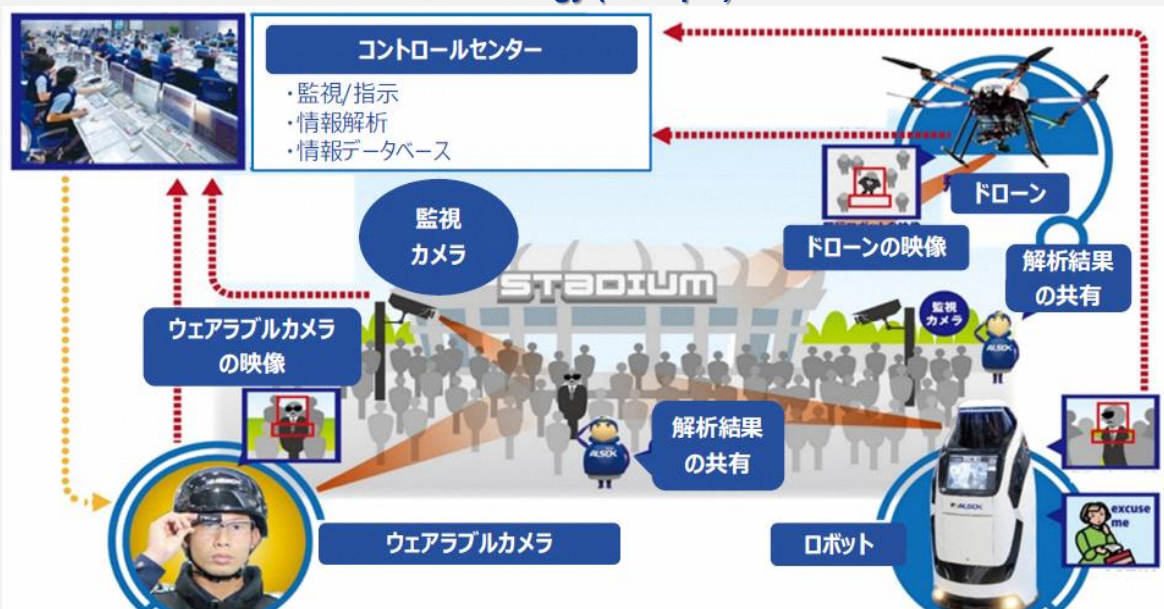 コントロールセンター
・監視/指示
・情報解析
・情報データベース
監視
カメラ
ドローン
ドローンの映像
解析結果
の共有
STADIUM
監視
カメラ
ALSOK
ウェアラブルカメラ
の映像
解析結果
の共有
ALSOK
ALSOK
excuse
me
ウェアラブルカメラ
ロボット